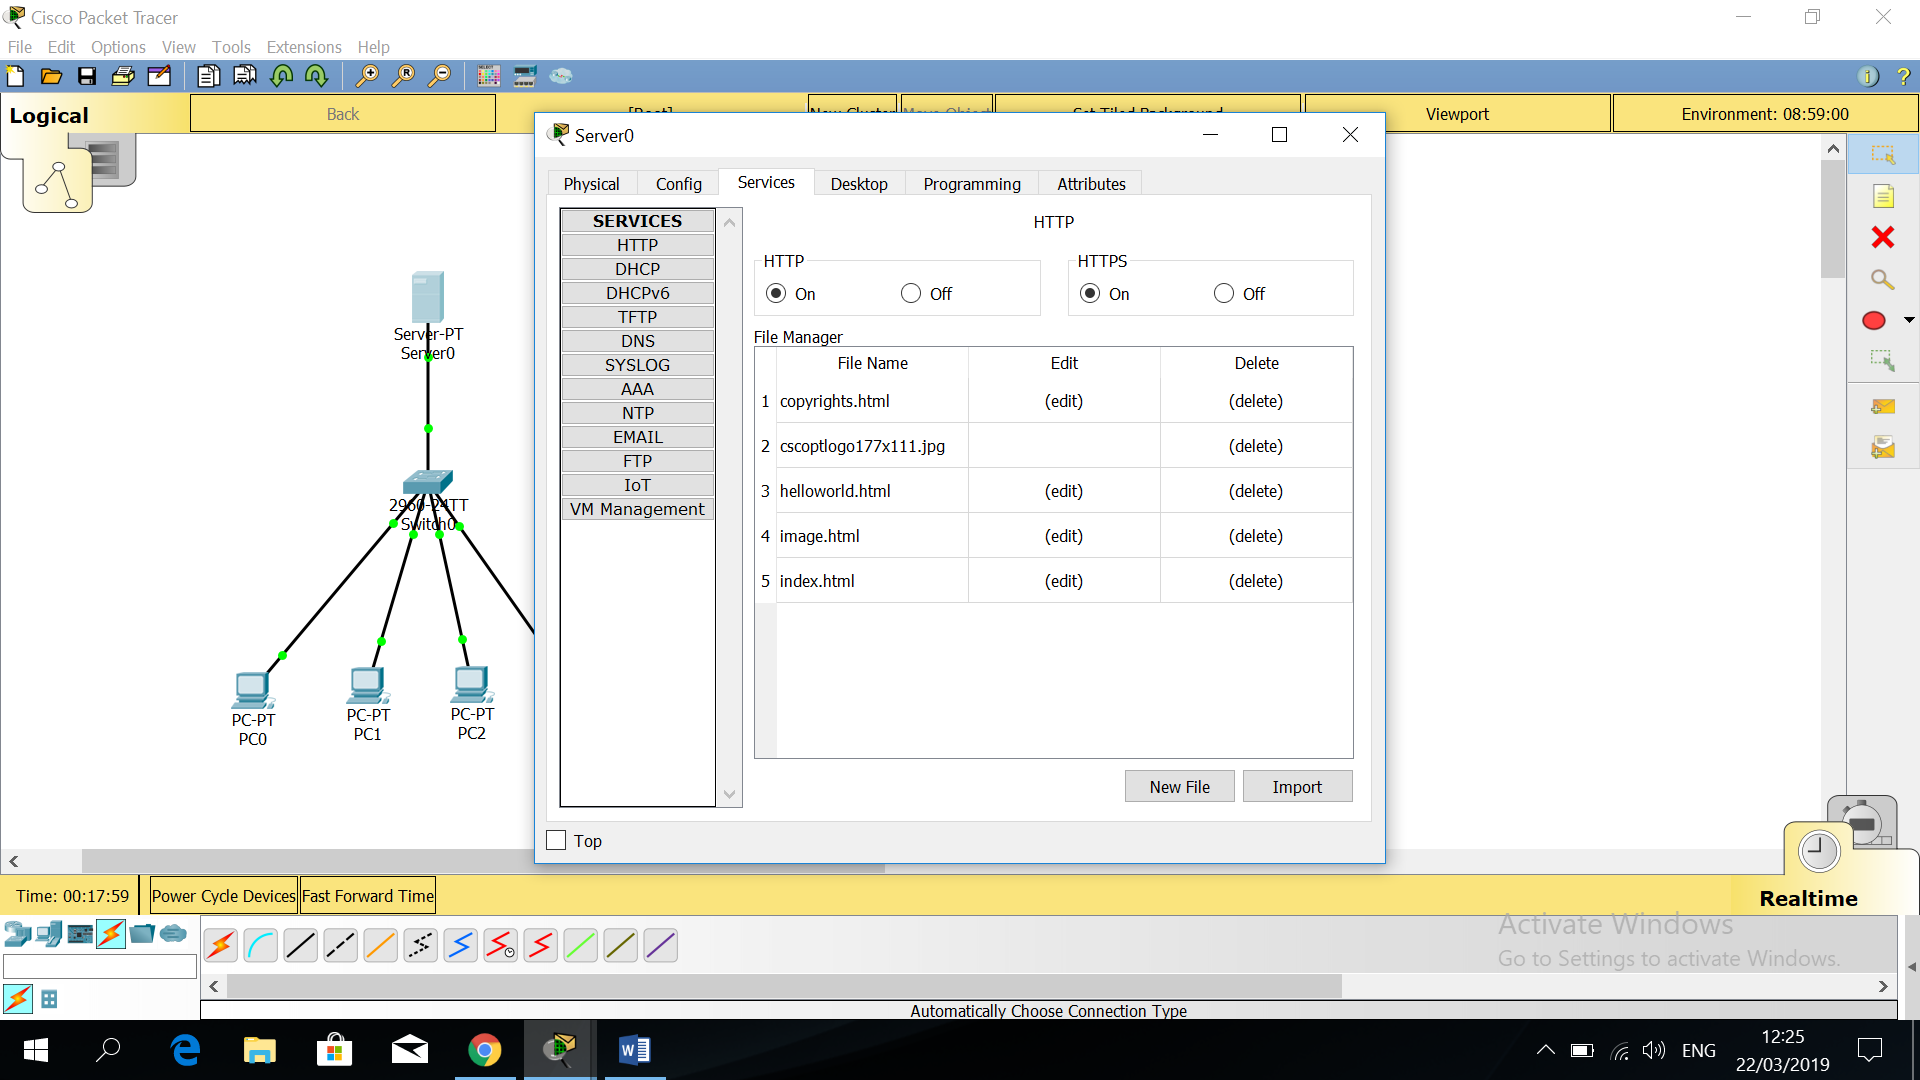 Cisco Packet Tracer
File Edit Options View Tools Extensions Help
Logical
Back
Viewport
Environment: 08:59:00
Server-PT
Server0
2960-24TT
Switch0
PC-PT
PC0
PC-PT
PC1
PC-PT
PC2
Server0
Physical Config Services Desktop Programming Attributes
SERVICES
HTTP
DHCP
DHCPv6
TFTP
DNS
SYSLOG
AAA
NTP
EMAIL
FTP
IoT
VM Management
HTTP
HTTP
On Off
HTTPS
On Off
File Manager
File Name Edit Delete
1 copyrights.html (edit) (delete)
2 cscoptlogo177x111.jpg (delete)
3 helloworld.html (edit) (delete)
4 image.html (edit) (delete)
5 index.html (edit) (delete)
New File Import
Top
Time: 00:17:59 Power Cycle Devices Fast Forward Time
Realtime
Activate Windows
Go to Settings to activate Windows.
Automatically Choose Connection Type
ENG
12:25
22/03/2019